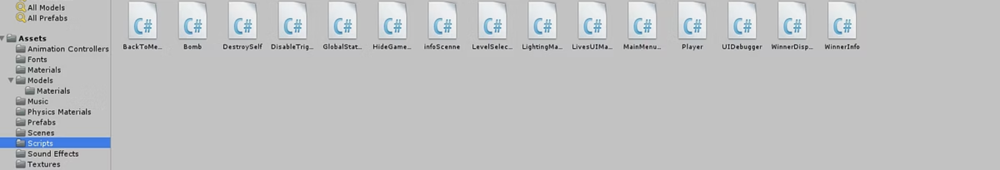 All Models
All Prefabs
Assets
Animation Controllers
Fonts
Materials
Models
Materials
Music
Physics Materials
Prefabs
Scenes
Scripts
Sound Effects
Textures
C# C# C# C# C# C# C# C# C# C# C# C# C# C# C#
BackToMe... Bomb DestroySelf DisableTrig... GlobalStat... HideGame... infoScenne LevelSelec... LightingMa... LivesUIMa... MainMenu... Player UIDebugger WinnerDisp... WinnerInfo